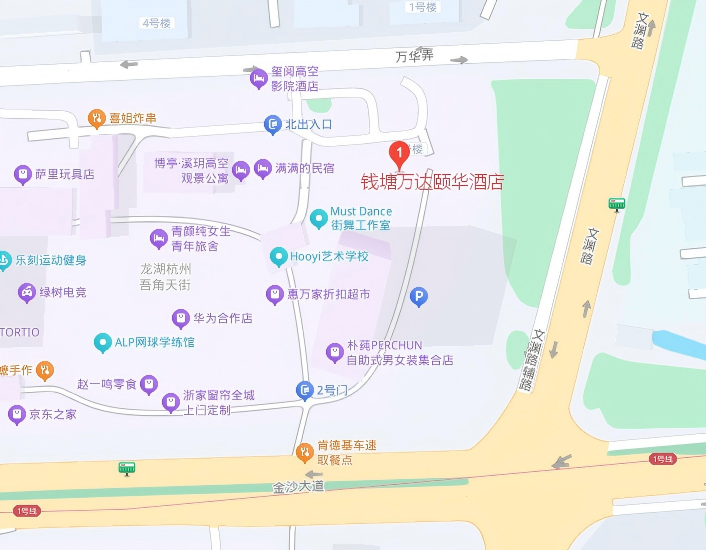 4号楼
1号楼
文渊路
万华弄
玺阅高空
影院酒店
喜姐炸串
北出入口
号楼
1
博亭·溪玥高空
观景公寓
满满的民宿
萨里玩具店
钱塘万达颐华酒店
Must Dance
街舞工作室
青颜纯女生
青年旅舍
文渊路
Hooyi艺术学校
乐刻运动健身
龙湖杭州
吾角天街
绿树电竞
惠万家折扣超市
P
华为合作店
TORTIO
ALP网球学练馆
朴莼PERCHUN
自助式男女装集合店
文渊路辅路
嬷手作
赵一鸣零食
2号门
浙家窗帘全城
上门定制
京东之家
肯德基车速
取餐点
1号线
金沙大道
1号线